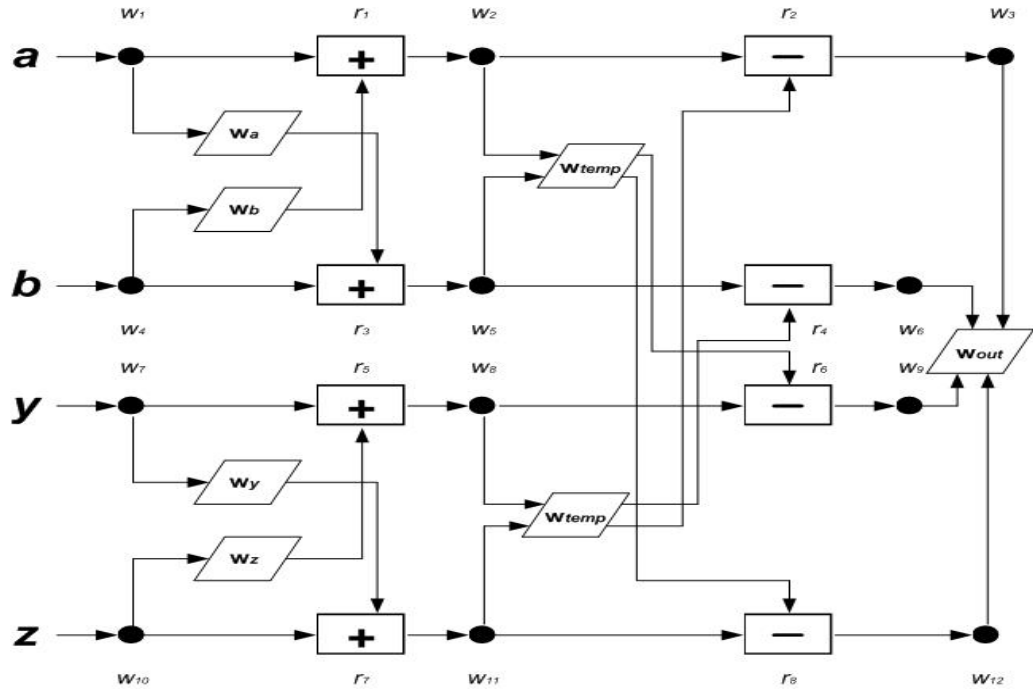 w₁ r₁ w₂ r₂ w₃
a + −
wa
wtemp
wb
b + −
w₄ r₃ w₅ r₄ w₆
wout
w₇ r₅ w₈ r₆ w₉
y + −
wy
wtemp
wz
z + −
w₁₀ r₇ w₁₁ r₈ w₁₂